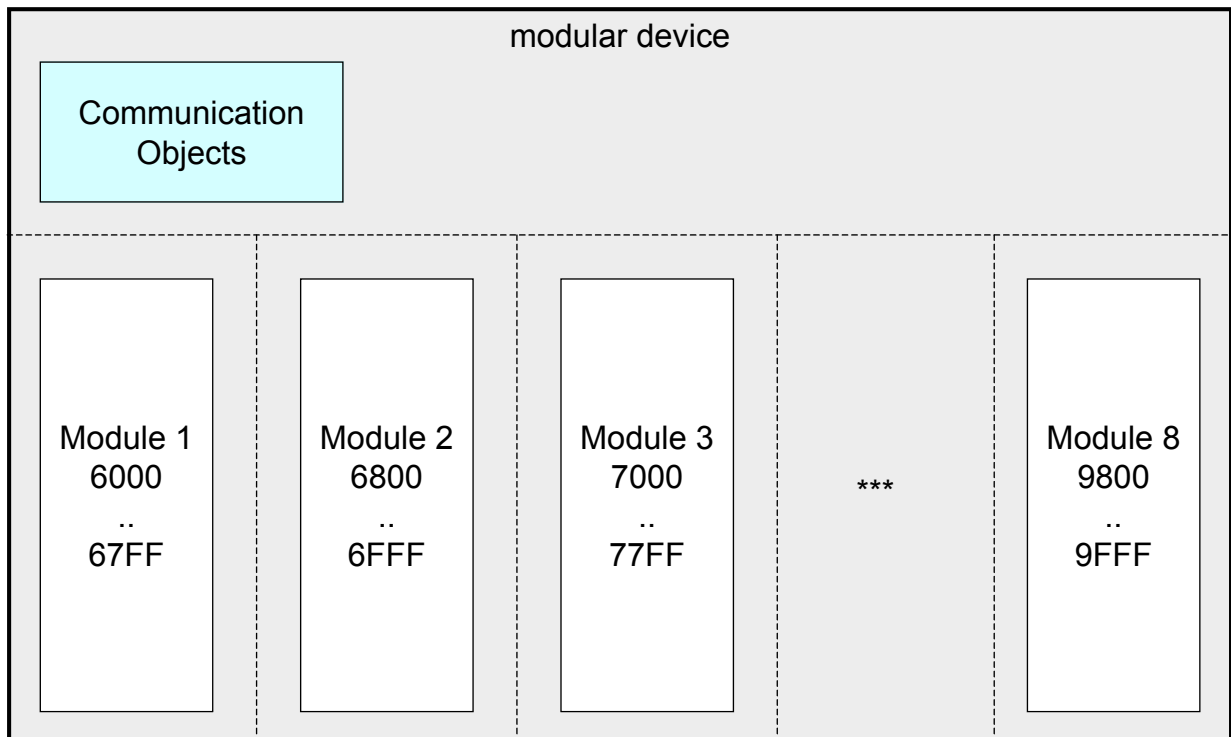 modular device
Communication
Objects
Module 1
6000
..
67FF
Module 2
6800
..
6FFF
Module 3
7000
..
77FF
***
Module 8
9800
..
9FFF